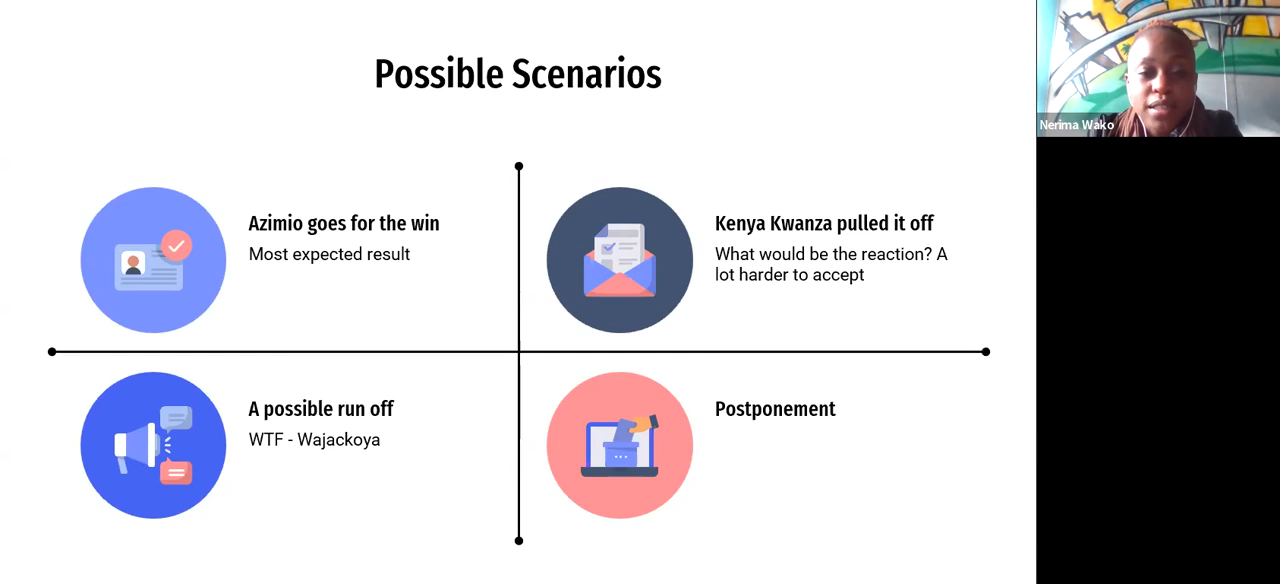 Possible Scenarios
Nerima Wako
Azimio goes for the win
Most expected result
Kenya Kwanza pulled it off
What would be the reaction? A
lot harder to accept
A possible run off
WTF - Wajackoya
Postponement